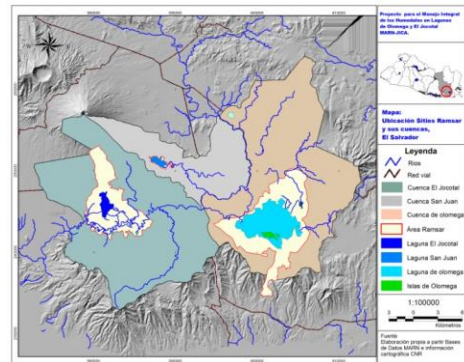 Proyecto para el Manejo Integral
de los Humedales en Lagunas
de Olomega y El Jocotal
MARN-JICA.
Mapa:
Ubicación Sities Ramsar
y sus cuencas,
El Salvador
Leyenda
Rios
Red vial
Cuenca El Jocotal
Cuenca San Juan
Cuenca de olomega
Área Ramsar
Laguna El Jocotal
Laguna San Juan
Laguna de olomega
Islas de Olomega
1:100000
Kilómetros
Fuente
Elaboración propia a partir Bases
de Datos MARN e información
cartográfica CNR